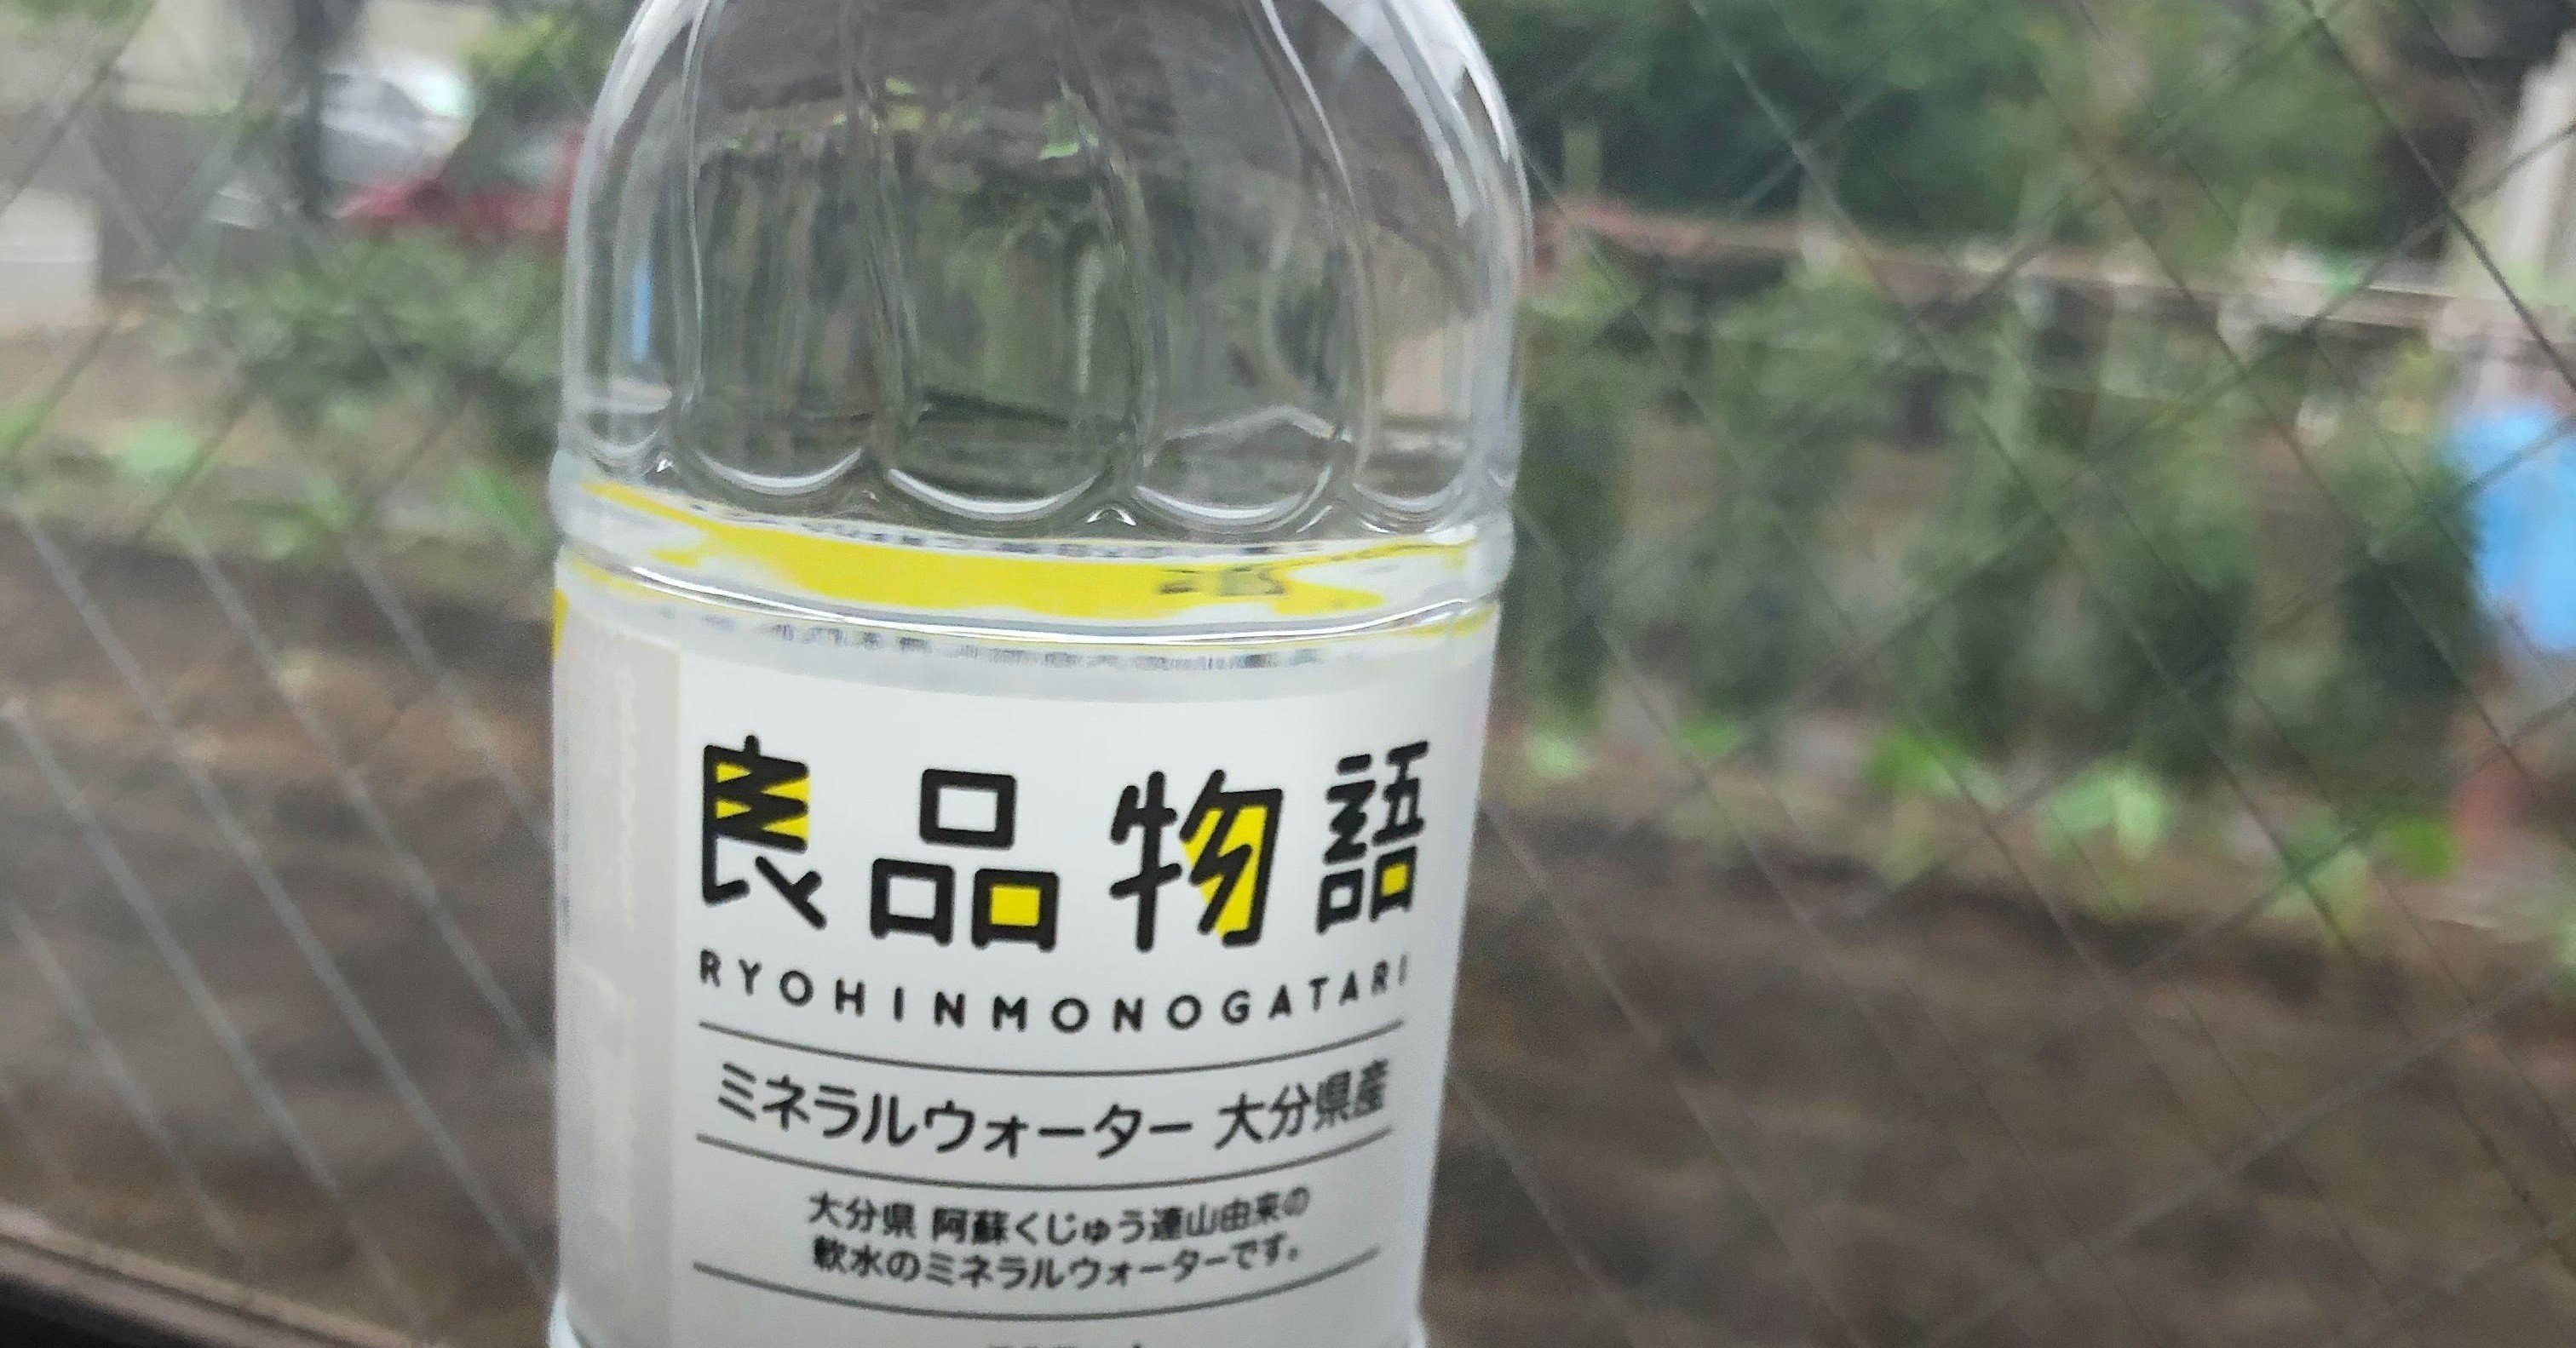 良品物語
RYOHINMONOGATARI
ミネラルウォーター 大分県産
大分県 阿蘇くじゅう連山由来の
軟水のミネラルウォーターです。